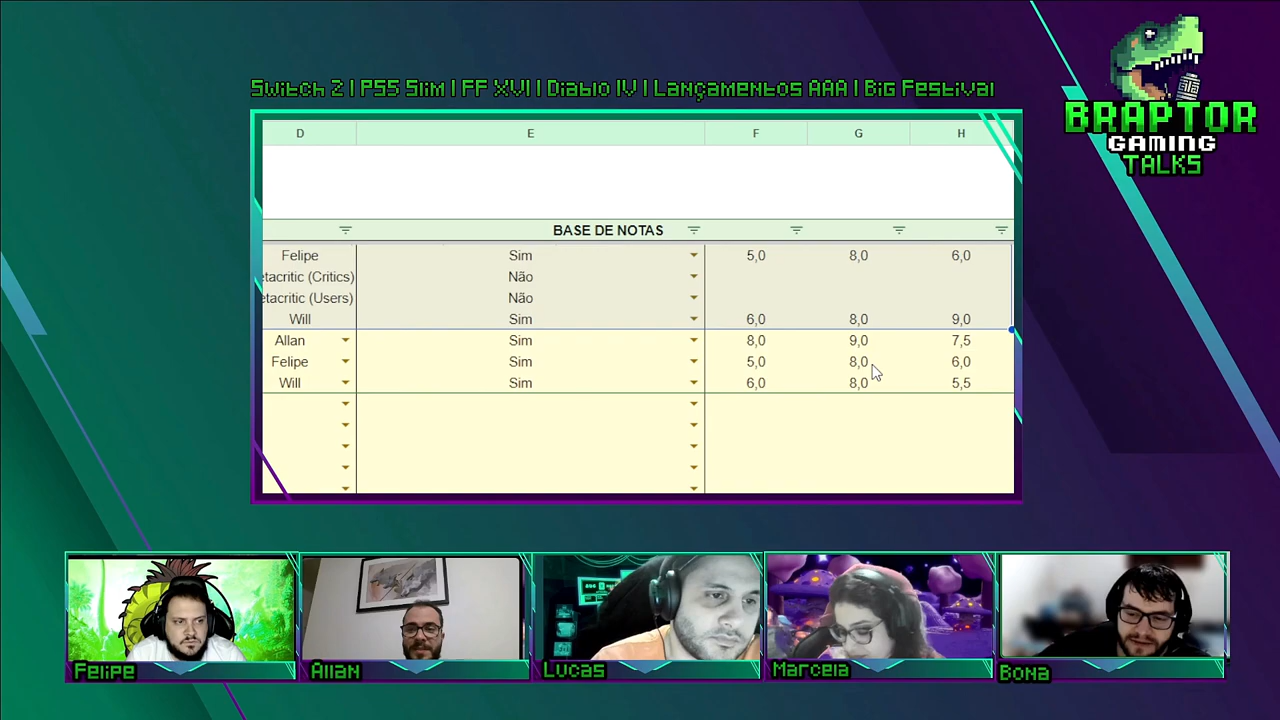 Switch 2 | PS5 Slim | FF XVI | Diablo IV | Lançamentos AAA | Big Festival
BRAPTOR
GAMING
TALKS
D E F G H
BASE DE NOTAS
Felipe Sim 5,0 8,0 6,0
etacritic (Critics) Não
etacritic (Users) Não
Will Sim 6,0 8,0 9,0
Allan Sim 8,0 9,0 7,5
Felipe Sim 5,0 8,0 6,0
Will Sim 6,0 8,0 5,5
Felipe Allan Lucas Marcela Bona